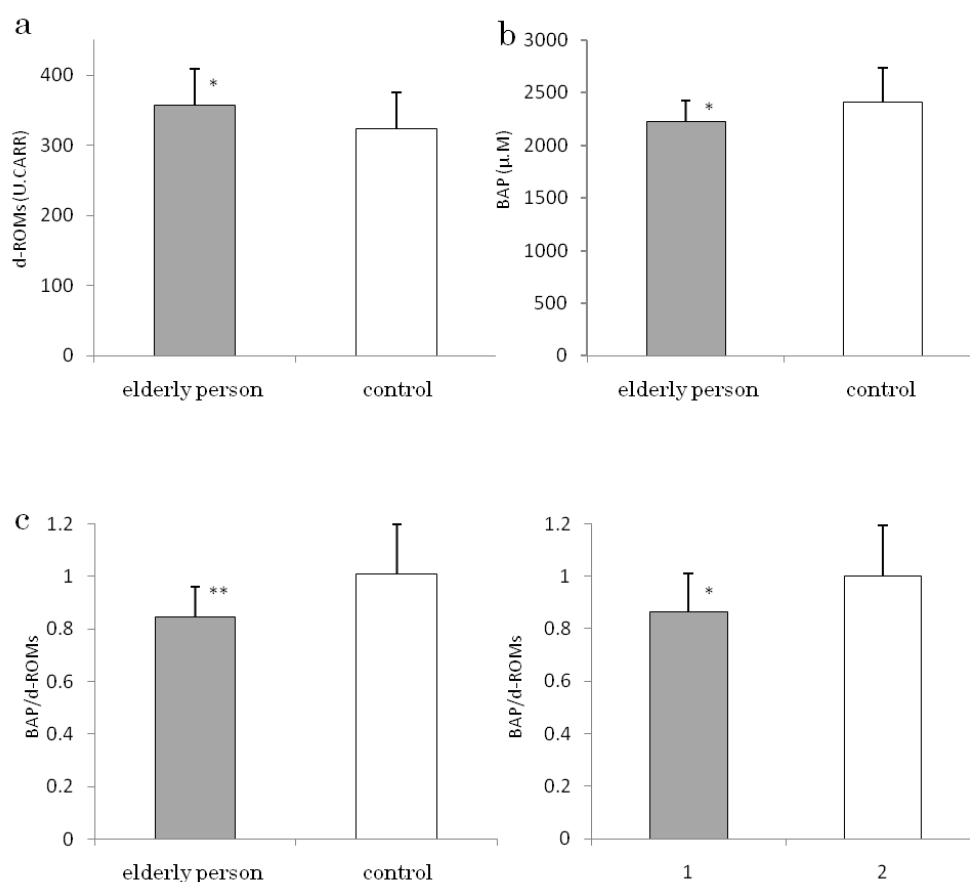 a
400
300
200
100
0
d-ROMs (U.CARR)
*
elderly person
control
b
3000
2500
2000
1500
1000
500
0
BAP (μ.M)
*
elderly person
control
c
1.2
1
0.8
0.6
0.4
0.2
0
BAP/d-ROMs
**
elderly person
control
1.2
1
0.8
0.6
0.4
0.2
0
BAP/d-ROMs
*
1
2